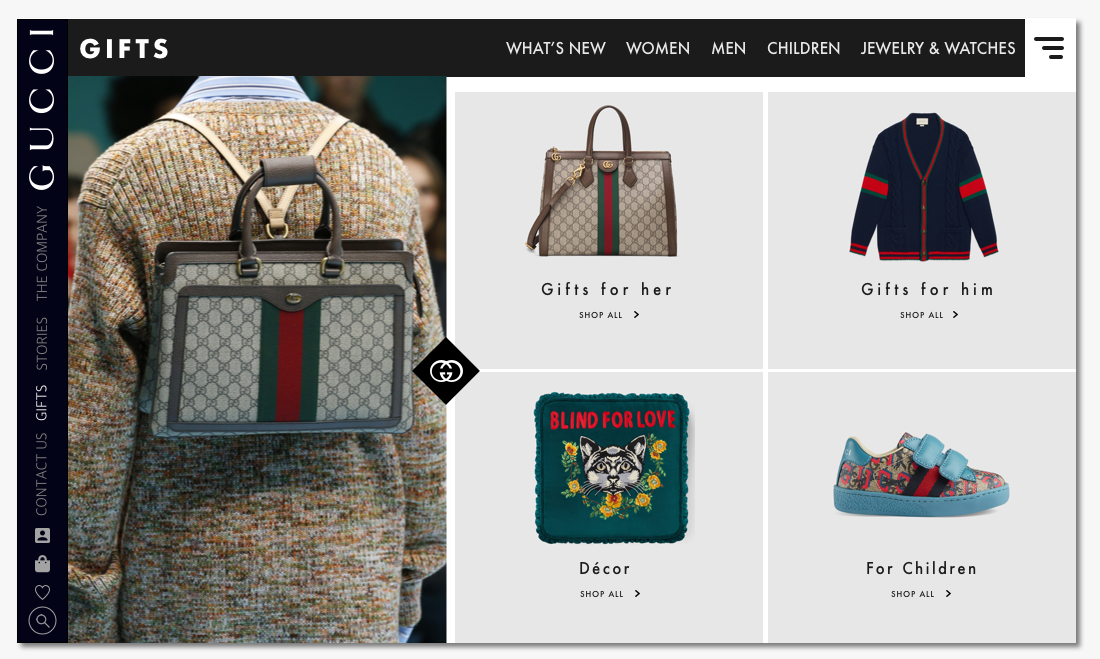 GUCCI
THE COMPANY
STORIES
GIFTS
CONTACT US
GIFTS
WHAT'S NEW WOMEN MEN CHILDREN JEWELRY & WATCHES
Gifts for her
SHOP ALL
Gifts for him
SHOP ALL
BLIND FOR LOVE
Décor
SHOP ALL
For Children
SHOP ALL